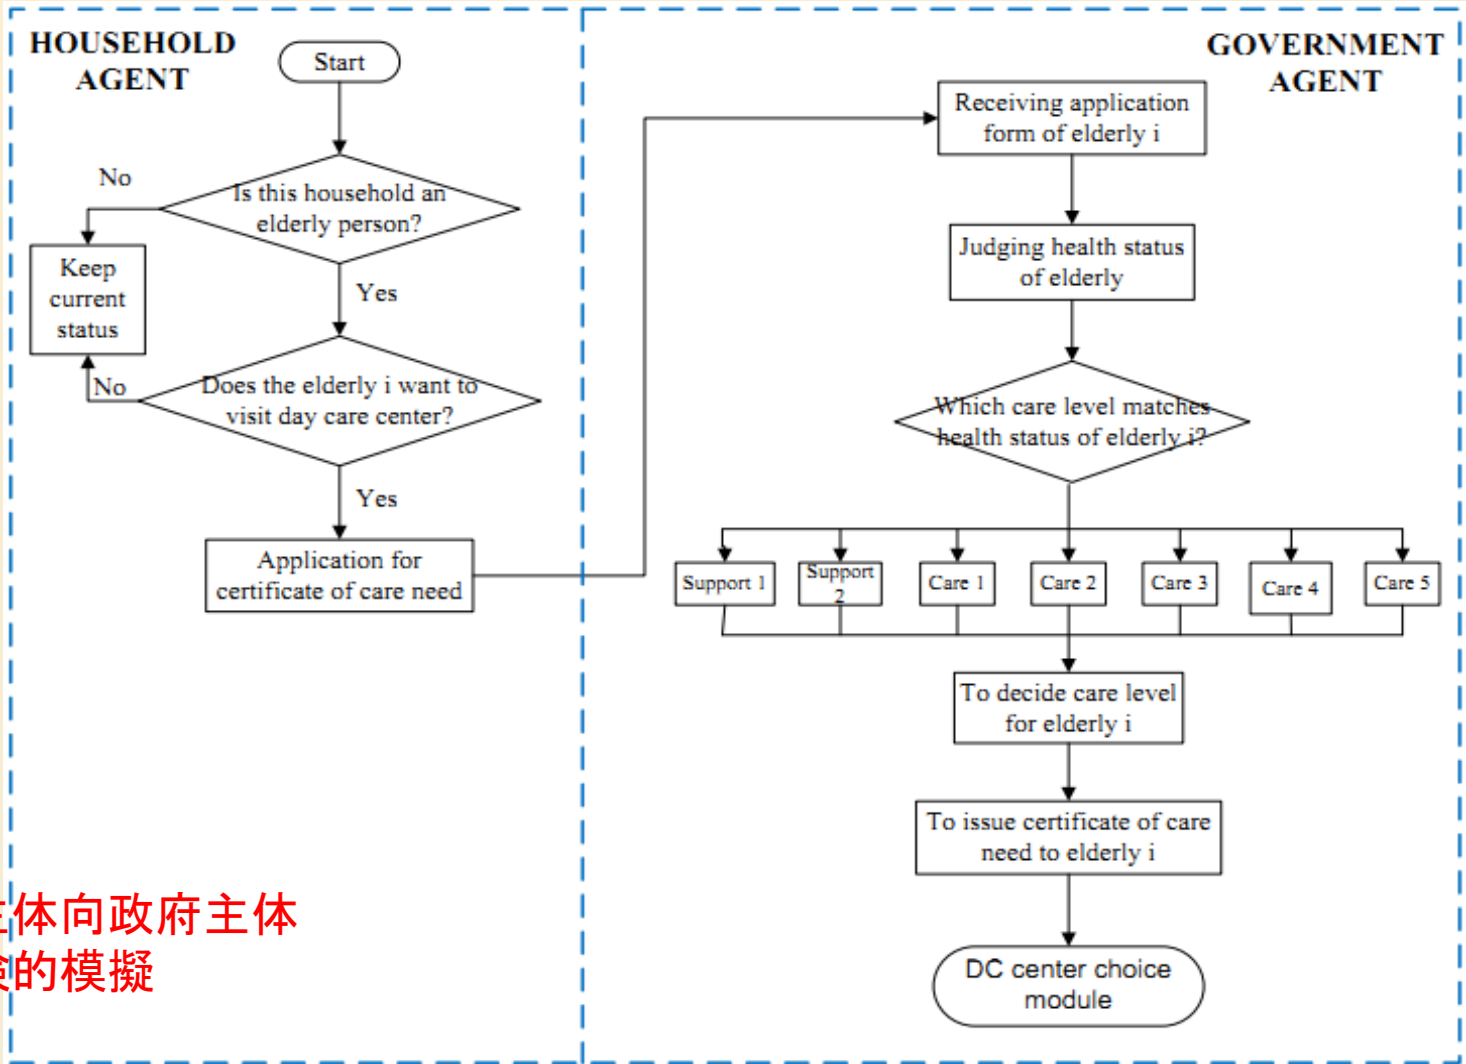 HOUSEHOLD
AGENT
Start
Is this household an
elderly person?
No
Yes
Keep
current
status
Does the elderly i want to
visit day care center?
No
Yes
Application for
certificate of care need
GOVERNMENT
AGENT
Receiving application
form of elderly i
Judging health status
of elderly
Which care level matches
health status of elderly i?
Support 1
Support
2
Care 1
Care 2
Care 3
Care 4
Care 5
To decide care level
for elderly i
To issue certificate of care
need to elderly i
DC center choice
module
体向政府主体
的模擬